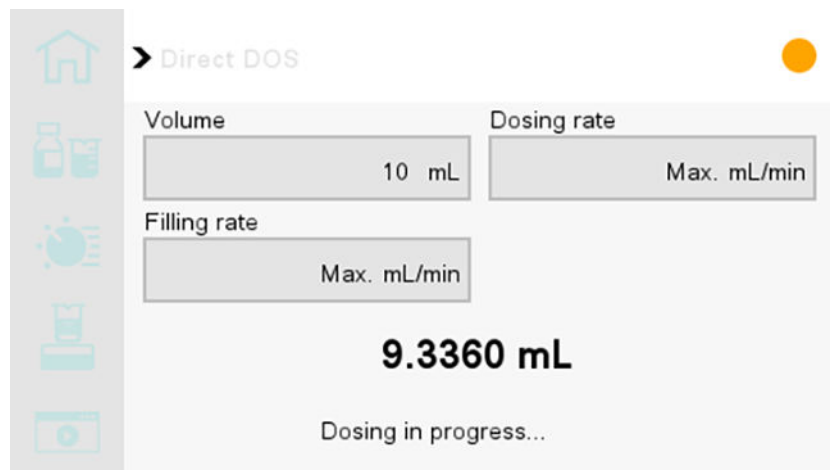 Direct DOS
Volume
Dosing rate
10 mL
Max. mL/min
Filling rate
Max. mL/min
9.3360 mL
Dosing in progress...